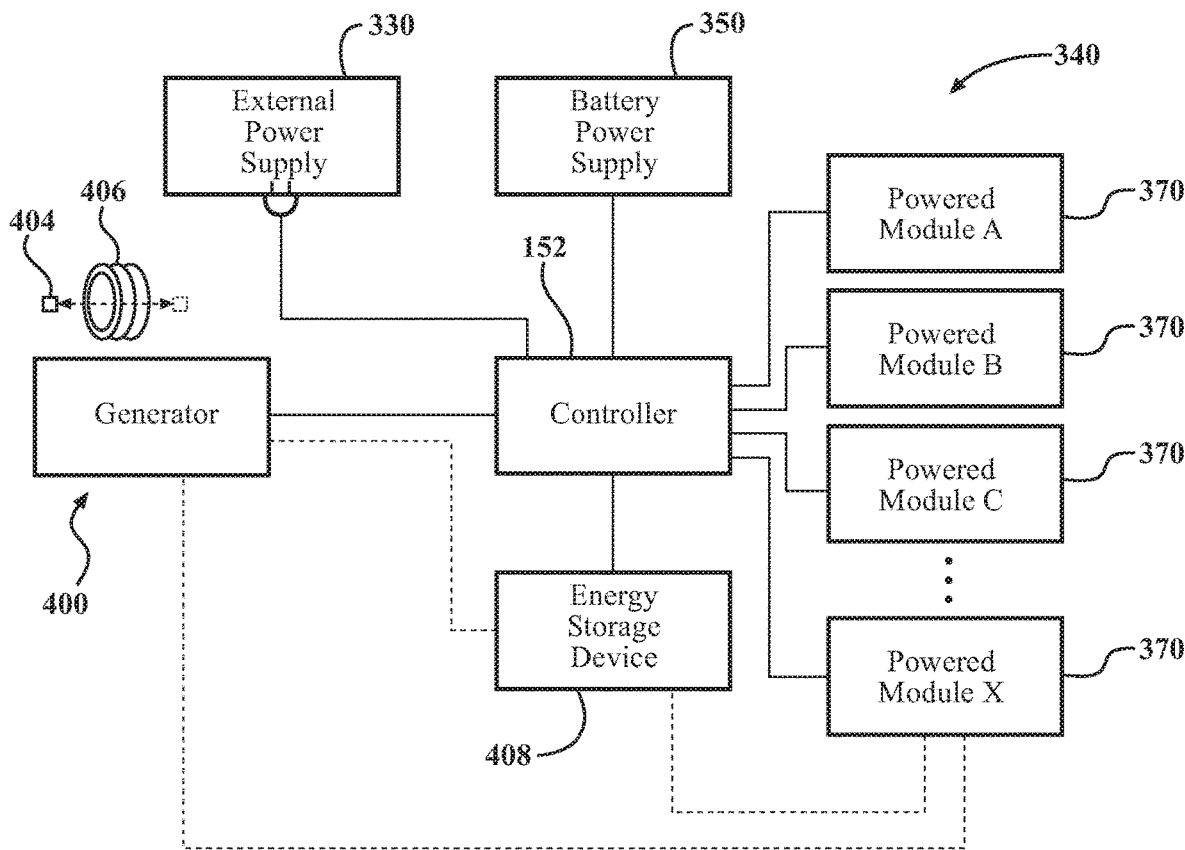 330
350
340
External
Power
Supply
Battery
Power
Supply
406
404
152
Powered
Module A
370
Powered
Module B
370
Generator
Controller
Powered
Module C
370
400
Energy
Storage
Device
408
Powered
Module X
370